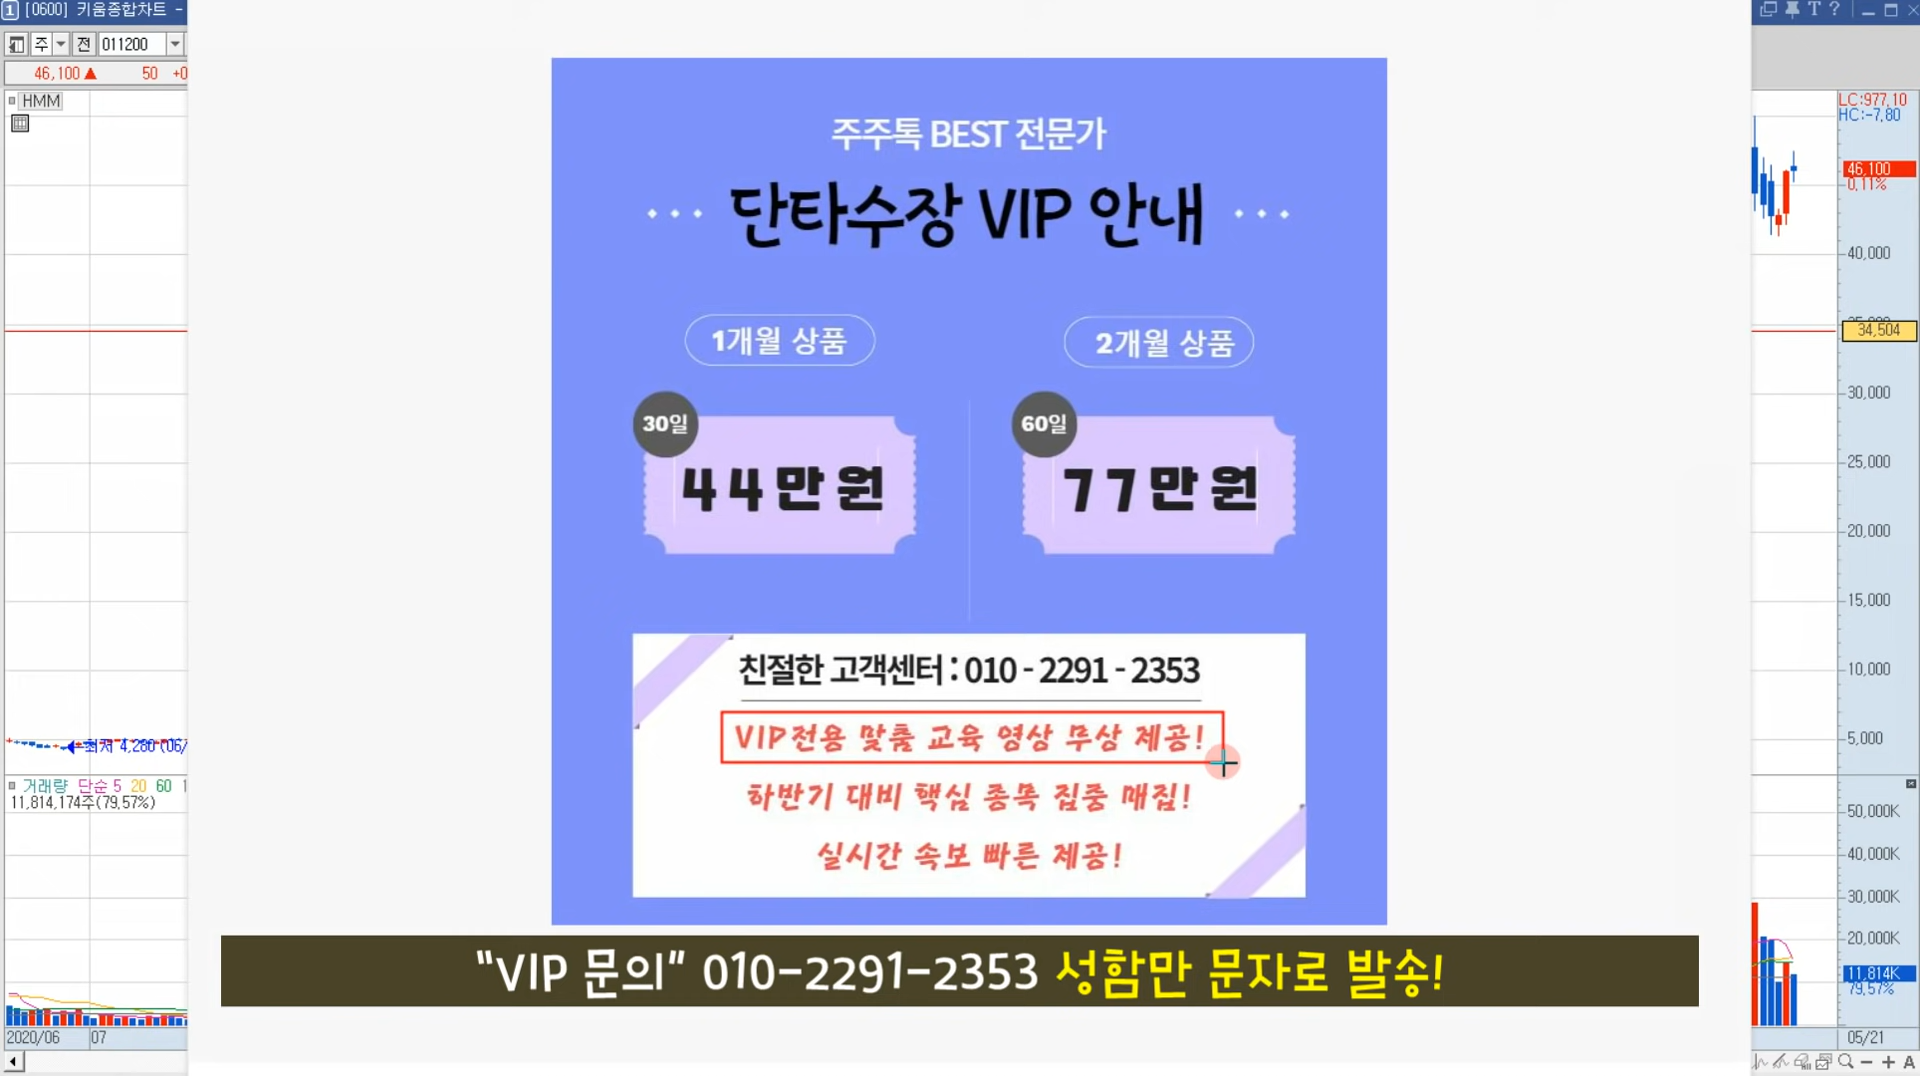 1 [0600] 키움종합차트 -
주 전 011200
46,100▲ 50 +0
HMM
주주톡 BEST 전문가
단타수장 VIP 안내
1개월 상품
2개월 상품
30일
44만원
60일
77만원
친절한 고객센터 : 010 - 2291 - 2353
VIP전용 맞춤 교육 영상 무상 제공!
하반기 대비 핵심 종목 집중 매집!
실시간 속보 빠른 제공!
"VIP 문의" 010-2291-2353 성함만 문자로 발송!
최저 4,280 (06/
거래량 단순 5 20 60 1
11,814,174주(79.57%)
2020/06 07
LC:977.10
HC:-7.80
46,100
0.11%
40,000
34,504
30,000
25,000
20,000
15,000
10,000
5,000
50,000K
40,000K
30,000K
20,000K
11,814K
79.57%
05/21